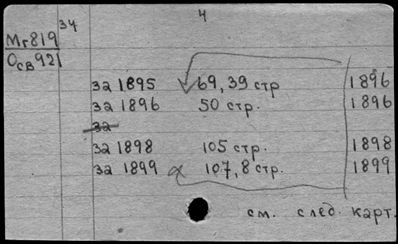 34 4
Мг819
Осв921
за 1895 69, 39 стр 1896
за 1896 50 стр. 1896
за
за 1898 105 стр. 1898
за 1899 107, 8 стр. 1899
см. след. карт.